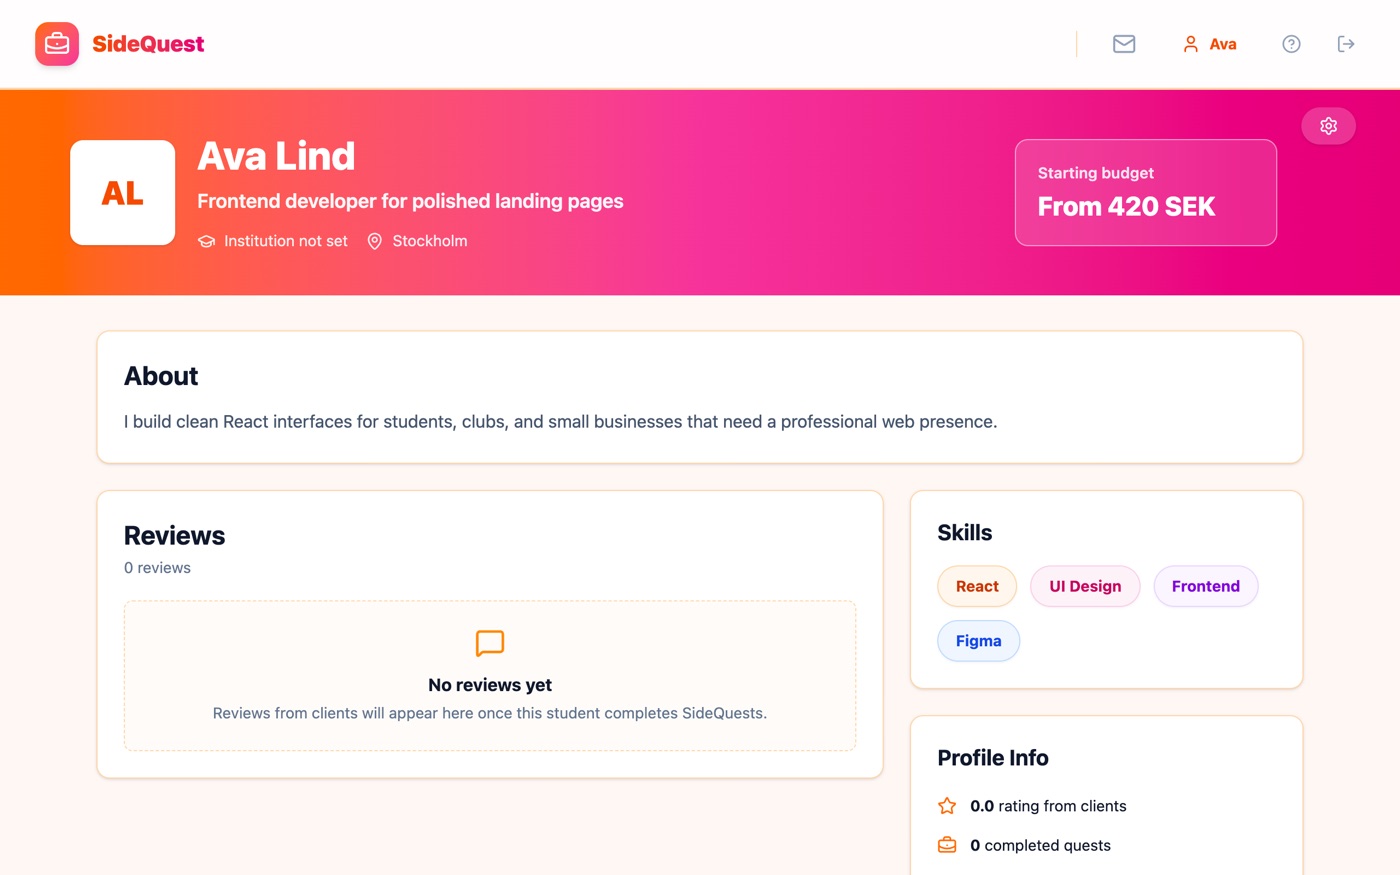 SideQuest
Ava
AL
Ava Lind
Frontend developer for polished landing pages
Institution not set
Stockholm
Starting budget
From 420 SEK
About
I build clean React interfaces for students, clubs, and small businesses that need a professional web presence.
Reviews
0 reviews
No reviews yet
Reviews from clients will appear here once this student completes SideQuests.
Skills
React
UI Design
Frontend
Figma
Profile Info
0.0 rating from clients
0 completed quests